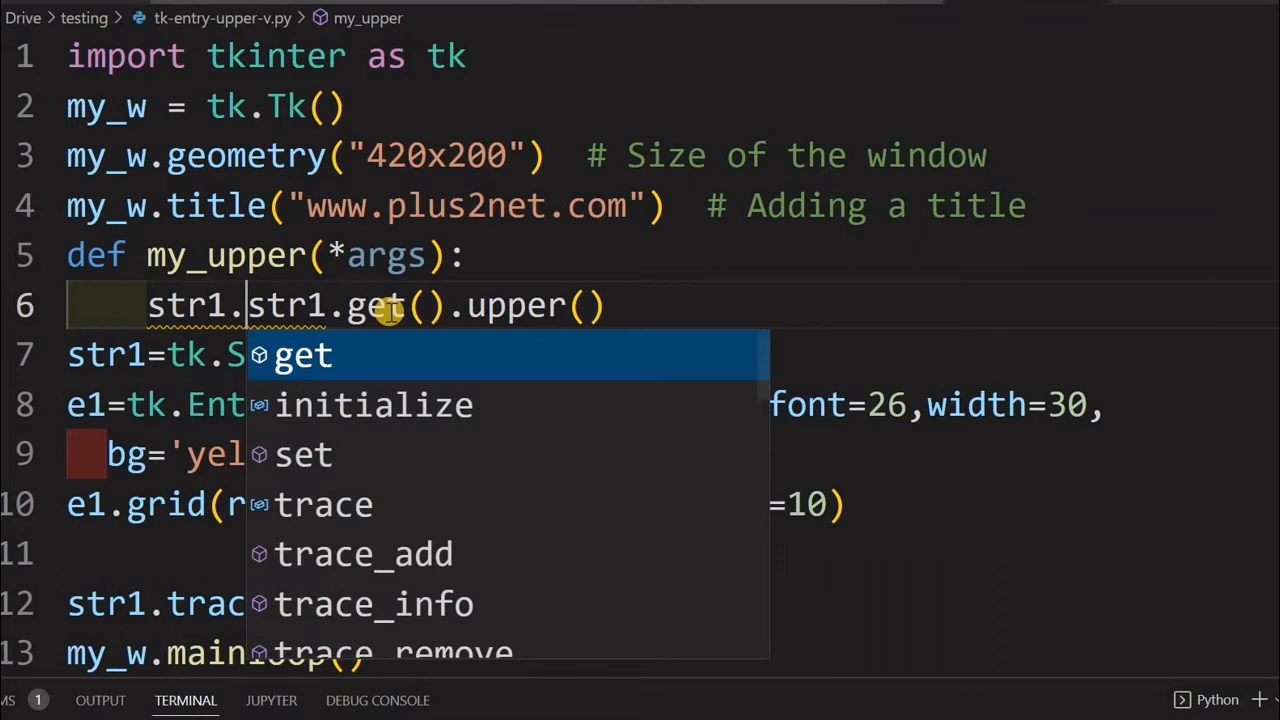 Drive > testing > tk-entry-upper-v.py > my_upper
1 import tkinter as tk
2 my_w = tk.Tk()
3 my_w.geometry("420x200")  # Size of the window
4 my_w.title("www.plus2net.com")  # Adding a title
5 def my_upper(*args):
6     str1.str1.get().upper()
7 str1=tk.S
get
8 e1=tk.Ent
initialize
font=26,width=30,
9   bg='yel
set
10 e1.grid(r
trace
=10)
11
trace_add
12 str1.trac
trace_info
13 my_w.mainloop()
trace_remove
MS 1 OUTPUT TERMINAL JUPYTER DEBUG CONSOLE Python +